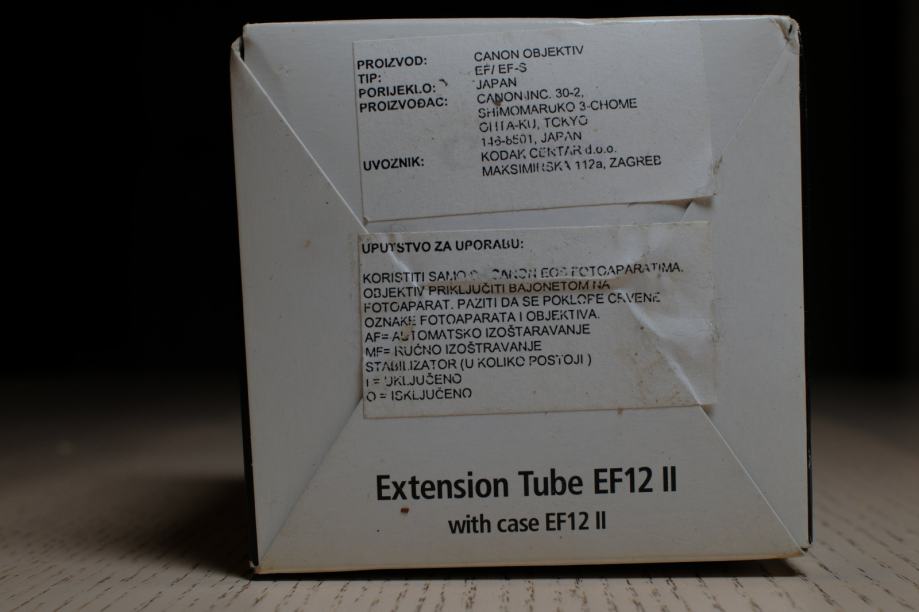 PROIZVOD: CANON OBJEKTIV
TIP: EF/ EF-S
PORIJEKLO: JAPAN
PROIZVOĐAC: CANON INC. 30-2,
SHIMOMARUKO 3-CHOME
OHTA-KU, TOKYO
146-8501, JAPAN
UVOZNIK: KODAK CENTAR d.o.o.
MAKSIMIRSKA 112a, ZAGREB
UPUTSTVO ZA UPORABU:
KORISTITI SAMO CANON EOS FOTOAPARATIMA.
OBJEKTIV PRIKLJUČITI BAJONETOM NA
FOTOAPARAT. PAZITI DA SE POKLOPE CRVENE
OZNAKE FOTOAPARATA I OBJEKTIVA.
AF= AUTOMATSKO IZOŠTARAVANJE
MF= RUČNO IZOŠTRAVANJE
STABILIZATOR (U KOLIKO POSTOJI )
I = UKLJUČENO
O = ISKLJUČENO
Extension Tube EF12 II
with case EF12 II